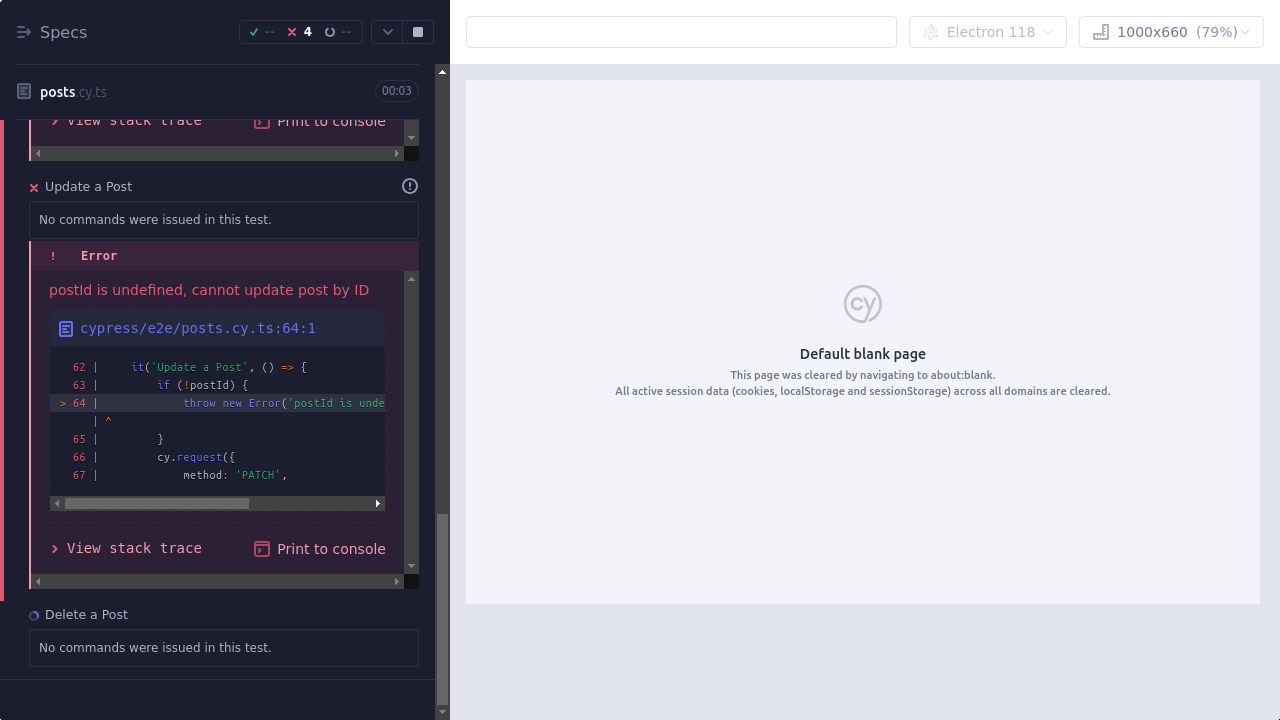 Specs
-- 4 --
Electron 118
1000x660 (79%)
posts.cy.ts
00:03
View stack trace
Print to console
Update a Post
No commands were issued in this test.
! Error
postId is undefined, cannot update post by ID
cypress/e2e/posts.cy.ts:64:1
62 | it('Update a Post', () => {
63 | if (!postId) {
> 64 | throw new Error('postId is unde
| ^
65 | }
66 | cy.request({
67 | method: 'PATCH',
View stack trace
Print to console
Delete a Post
No commands were issued in this test.
cy
Default blank page
This page was cleared by navigating to about:blank.
All active session data (cookies, localStorage and sessionStorage) across all domains are cleared.